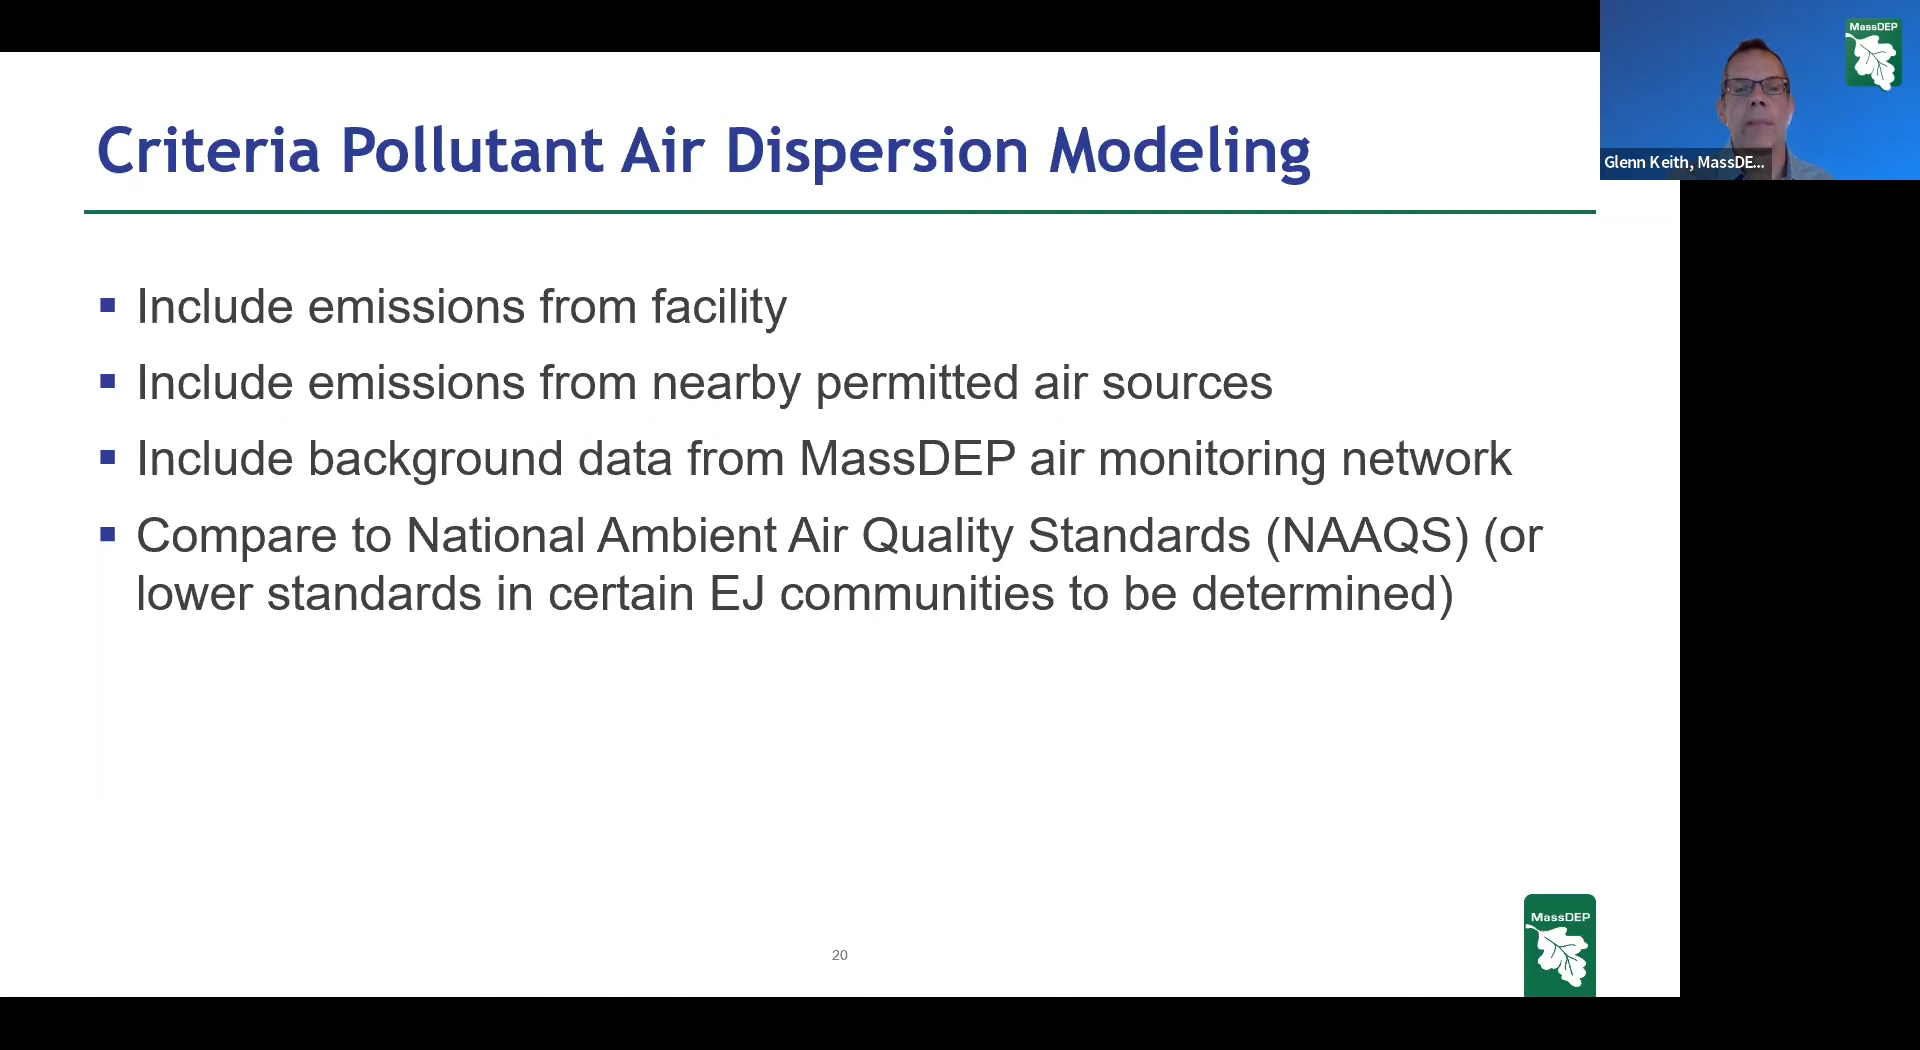 MassDEP
Glenn Keith, MassDE...
Criteria Pollutant Air Dispersion Modeling
▪ Include emissions from facility
▪ Include emissions from nearby permitted air sources
▪ Include background data from MassDEP air monitoring network
▪ Compare to National Ambient Air Quality Standards (NAAQS) (or
lower standards in certain EJ communities to be determined)
MassDEP
20